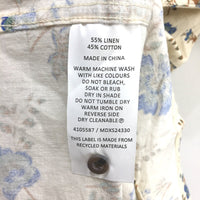 55% LINEN
45% COTTON
MADE IN CHINA
WARM MACHINE WASH
WITH LIKE COLOURS
DO NOT BLEACH,
SOAK OR RUB
DRY IN SHADE
DO NOT TUMBLE DRY
WARM IRON ON
REVERSE SIDE
DRY CLEANABLE Ⓟ
4105587 / MDXS24330
THIS LABEL IS MADE FROM
RECYCLED MATERIALS